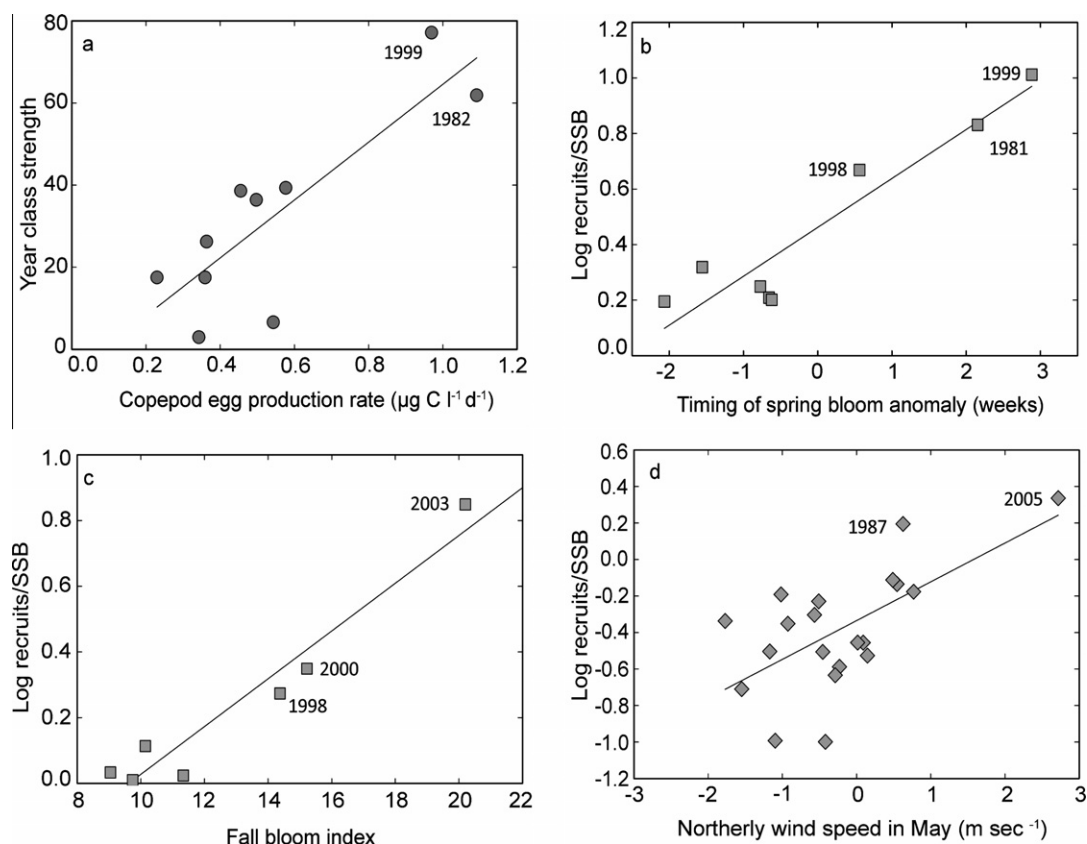 a
80
60
40
20
0
1999
1982
Year class strength
0.0 0.2 0.4 0.6 0.8 1.0 1.2
Copepod egg production rate (µg C l⁻¹ d⁻¹)
b
1.2
1.0
0.8
0.6
0.4
0.2
0.0
1999
1981
1998
Log recruits/SSB
-2 -1 0 1 2 3
Timing of spring bloom anomaly (weeks)
c
1.0
0.8
0.6
0.4
0.2
0.0
2003
2000
1998
Log recruits/SSB
8 10 12 14 16 18 20 22
Fall bloom index
d
0.6
0.4
0.2
0.0
-0.2
-0.4
-0.6
-0.8
-1.0
-1.2
2005
1987
Log recruits/SSB
-3 -2 -1 0 1 2 3
Northerly wind speed in May (m sec ⁻¹)